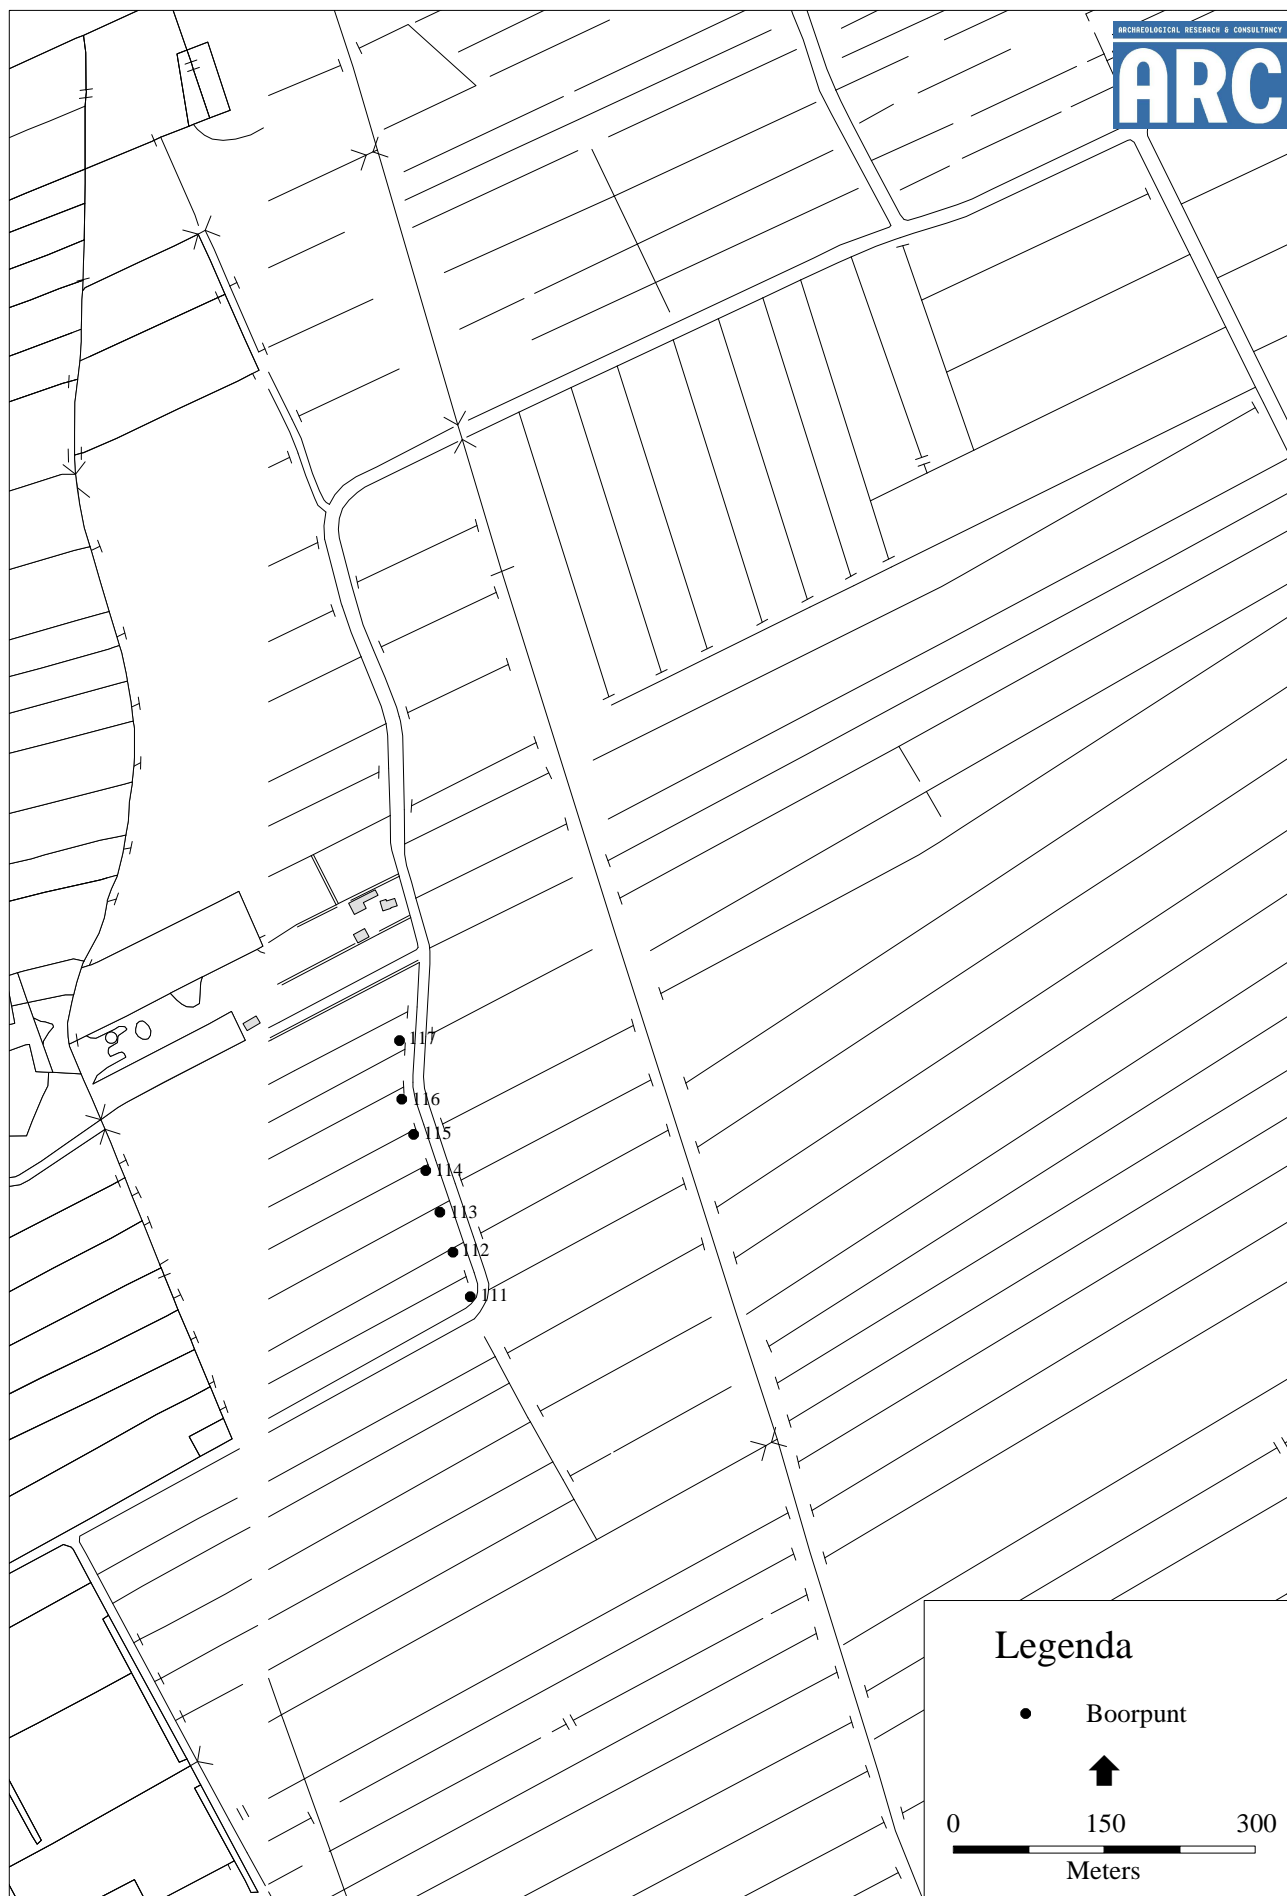 ARCHAEOLOGICAL RESEARCH & CONSULTANCY
ARC
117
116
115
114
113
112
111
Legenda
Boorpunt
0 150 300
Meters